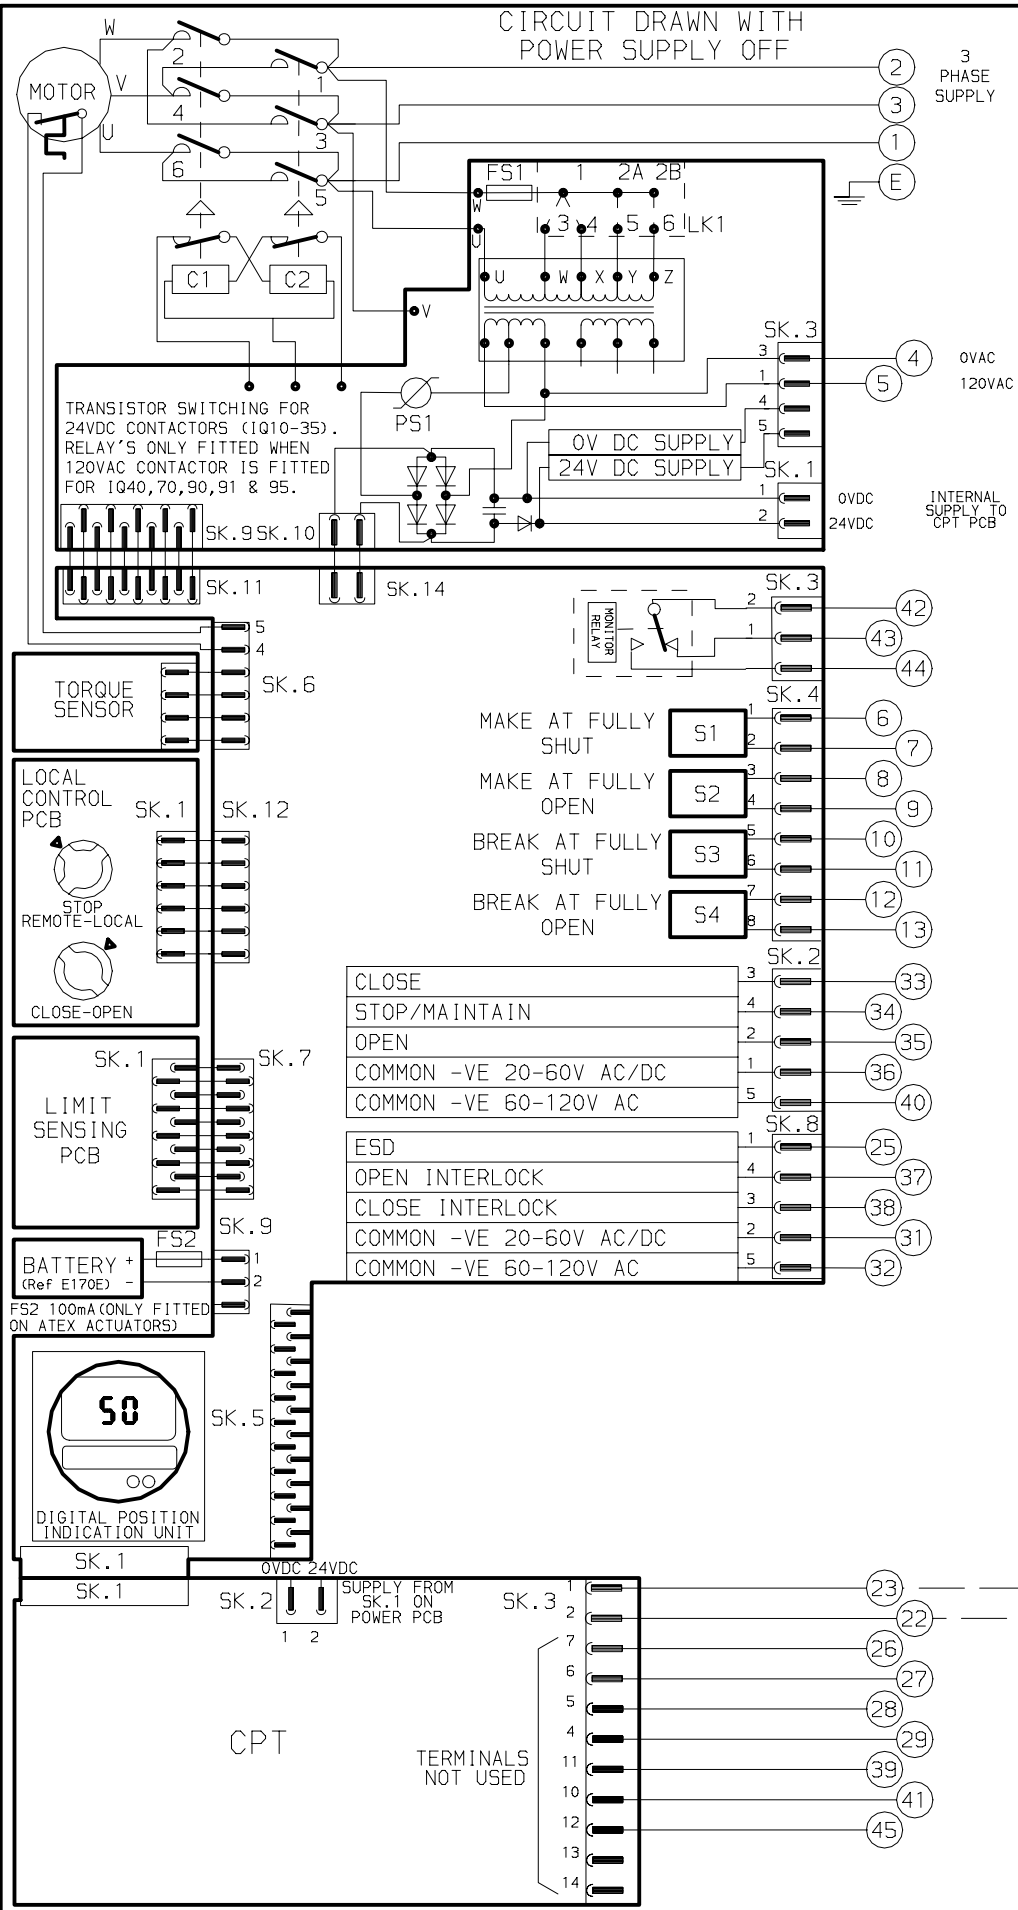 CIRCUIT DRAWN WITH
POWER SUPPLY OFF
W
V
U
MOTOR
2
4
6
1
3
5
2
3
1
E
3
PHASE
SUPPLY
C1
C2
FS1
1
2A
2B
W
U
3
4
5
6
LK1
U
W
X
Y
Z
V
PS1
TRANSISTOR SWITCHING FOR
24VDC CONTACTORS (IQ10-35).
RELAY'S ONLY FITTED WHEN
120VAC CONTACTOR IS FITTED
FOR IQ40,70,90,91 & 95.
SK.3
3
4
0VAC
1
5
120VAC
4
5
0V DC SUPPLY
24V DC SUPPLY
SK.1
1
0VDC
2
24VDC
INTERNAL
SUPPLY TO
CPT PCB
SK.9
SK.10
SK.11
SK.14
MONITOR
RELAY
SK.3
2
42
1
43
3
44
5
4
SK.6
TORQUE
SENSOR
SK.4
MAKE AT FULLY
SHUT
S1
1
6
2
7
MAKE AT FULLY
OPEN
S2
3
8
4
9
BREAK AT FULLY
SHUT
S3
5
10
6
11
BREAK AT FULLY
OPEN
S4
7
12
8
13
LOCAL
CONTROL
PCB
SK.1
SK.12
STOP
REMOTE-LOCAL
CLOSE-OPEN
SK.2
CLOSE
3
33
STOP/MAINTAIN
4
34
OPEN
2
35
COMMON -VE 20-60V AC/DC
1
36
COMMON -VE 60-120V AC
5
40
SK.8
ESD
1
25
OPEN INTERLOCK
4
37
CLOSE INTERLOCK
3
38
COMMON -VE 20-60V AC/DC
2
31
COMMON -VE 60-120V AC
5
32
SK.1
SK.7
LIMIT
SENSING
PCB
SK.9
FS2
BATTERY
(Ref E170E)
+
-
1
2
FS2 100mA(ONLY FITTED
ON ATEX ACTUATORS)
50
SK.5
DIGITAL POSITION
INDICATION UNIT
SK.1
SK.1
0VDC 24VDC
SK.2
1
2
SUPPLY FROM
SK.1 ON
POWER PCB
SK.3
1
23
2
22
7
26
6
27
5
28
4
29
11
39
10
41
12
45
13
14
CPT
TERMINALS
NOT USED